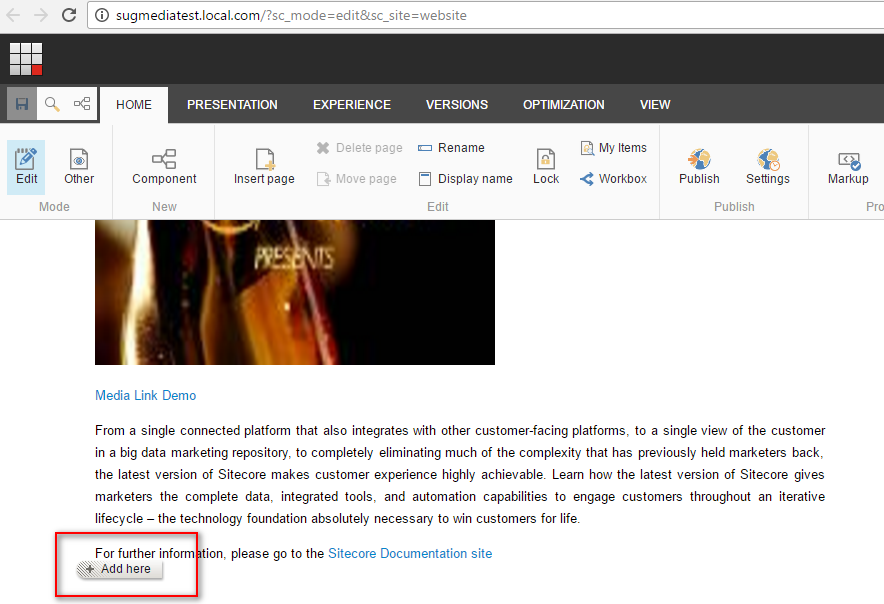 sugmediatest.local.com/?sc_mode=edit&sc_site=website
HOME PRESENTATION EXPERIENCE VERSIONS OPTIMIZATION VIEW
Edit Other Component Insert page Delete page Move page Rename Display name Lock My Items Workbox Publish Settings Markup
Mode New Edit Publish Pro
PRESENTS
Media Link Demo
From a single connected platform that also integrates with other customer-facing platforms, to a single view of the customer
in a big data marketing repository, to completely eliminating much of the complexity that has previously held marketers back,
the latest version of Sitecore makes customer experience highly achievable. Learn how the latest version of Sitecore gives
marketers the complete data, integrated tools, and automation capabilities to engage customers throughout an iterative
lifecycle – the technology foundation absolutely necessary to win customers for life.
For further information, please go to the Sitecore Documentation site
+ Add here